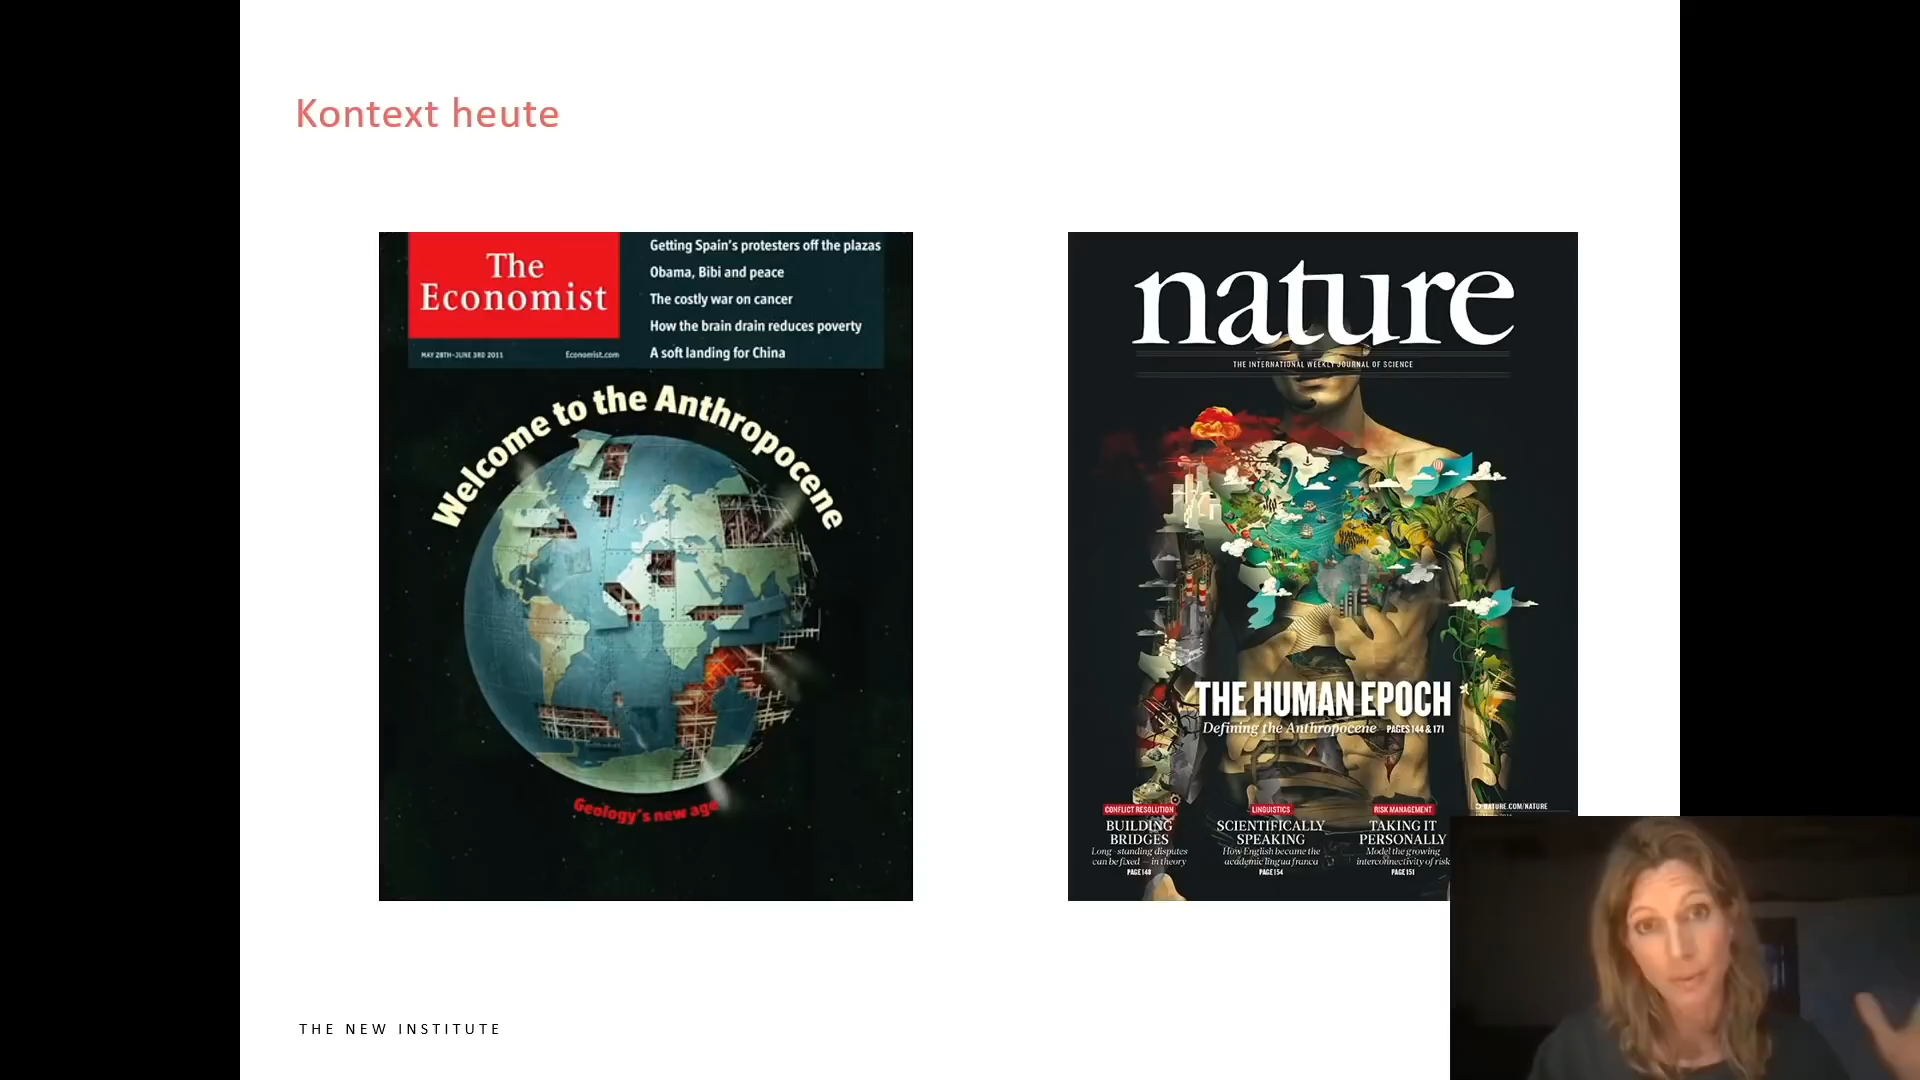 Kontext heute
The
Economist
MAY 28TH-JUNE 3RD 2011
Economist.com
Getting Spain's protesters off the plazas
Obama, Bibi and peace
The costly war on cancer
How the brain drain reduces poverty
A soft landing for China
Welcome to the Anthropocene
Geology's new age
nature
THE INTERNATIONAL WEEKLY JOURNAL OF SCIENCE
THE HUMAN EPOCH
Defining the Anthropocene PAGES 144 & 171
CONFLICT RESOLUTION
BUILDING
BRIDGES
Long-standing disputes
can be fixed — in theory
PAGE 148
LINGUISTICS
SCIENTIFICALLY
SPEAKING
How English became the
academic lingua franca
PAGE 154
RISK MANAGEMENT
TAKING IT
PERSONALLY
Model the growing
interconnectivity of risk
PAGE 151
NATURE.COM/NATURE
THE NEW INSTITUTE